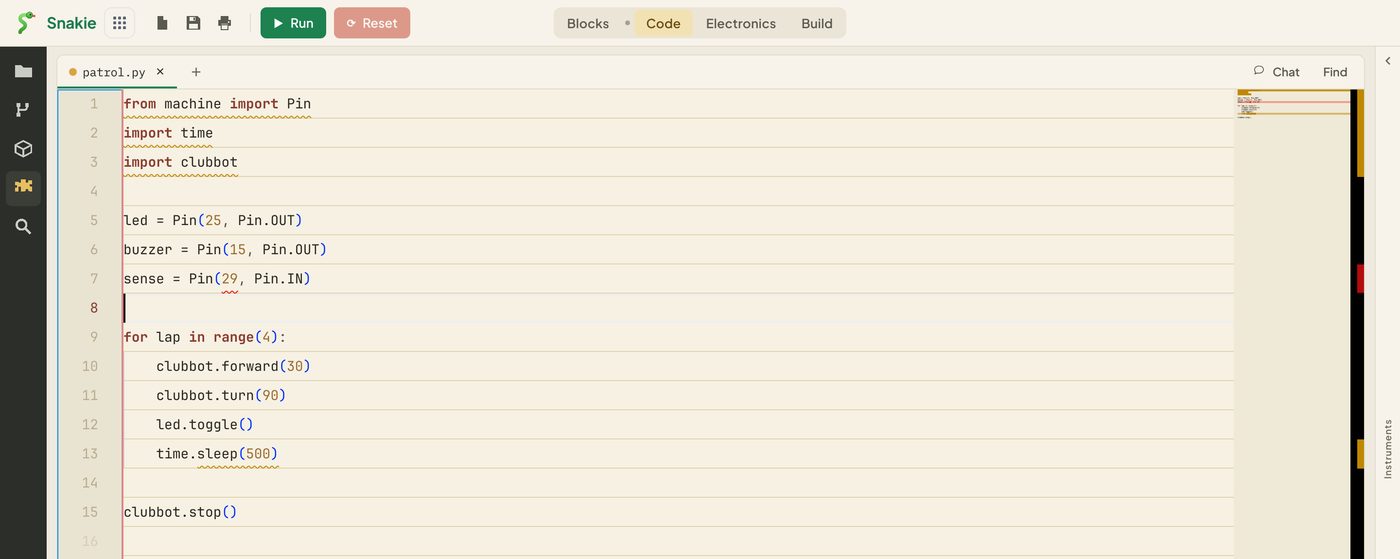 Snakie
Run
Reset
Blocks
Code
Electronics
Build
patrol.py
Chat
Find
1 from machine import Pin
2 import time
3 import clubbot
4
5 led = Pin(25, Pin.OUT)
6 buzzer = Pin(15, Pin.OUT)
7 sense = Pin(29, Pin.IN)
8
9 for lap in range(4):
10     clubbot.forward(30)
11     clubbot.turn(90)
12     led.toggle()
13     time.sleep(500)
14
15 clubbot.stop()
16
Instruments